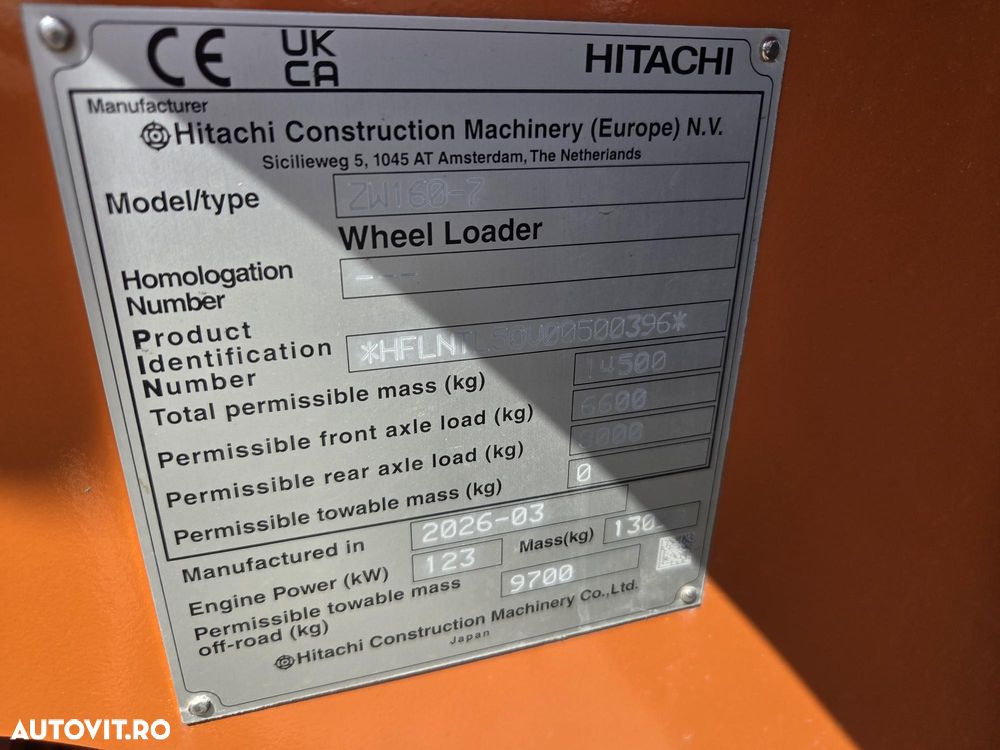 CE UK
CA HITACHI
Manufacturer
Hitachi Construction Machinery (Europe) N.V.
Sicilieweg 5, 1045 AT Amsterdam, The Netherlands
Model/type ZW160-7
Wheel Loader
Homologation
Number ---
Product
Identification
Number *HFLNTL50V00500396*
Total permissible mass (kg) 14500
Permissible front axle load (kg) 6600
Permissible rear axle load (kg)
Permissible towable mass (kg) 0
Manufactured in 2026-03
Engine Power (kW) 123 Mass(kg)
Permissible towable mass
off-road (kg) 9700
Hitachi Construction Machinery Co.,Ltd.
Japan
AUTOVIT.RO